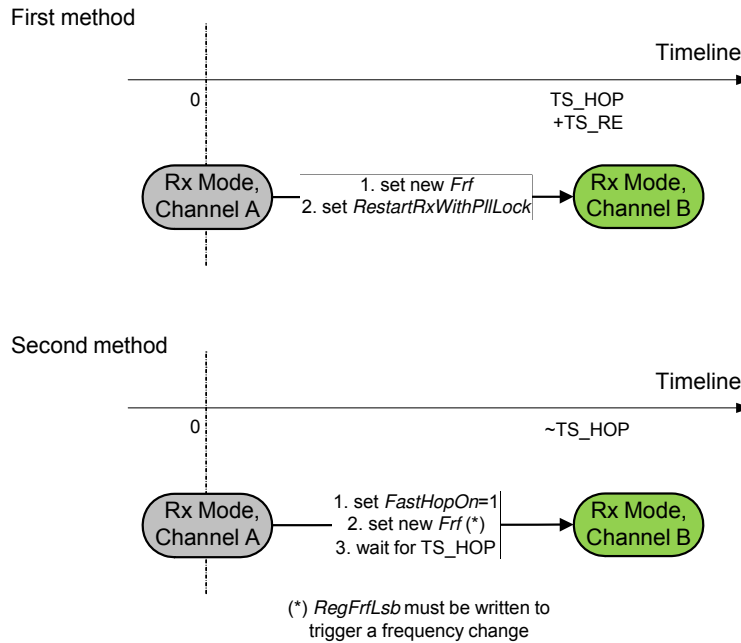 First method
Timeline
0
TS_HOP
+TS_RE
Rx Mode,
Channel A
1. set new Frf
2. set RestartRxWithPllLock
Rx Mode,
Channel B
Second method
Timeline
0
~TS_HOP
Rx Mode,
Channel A
1. set FastHopOn=1
2. set new Frf (*)
3. wait for TS_HOP
Rx Mode,
Channel B
(*) RegFrfLsb must be written to
trigger a frequency change